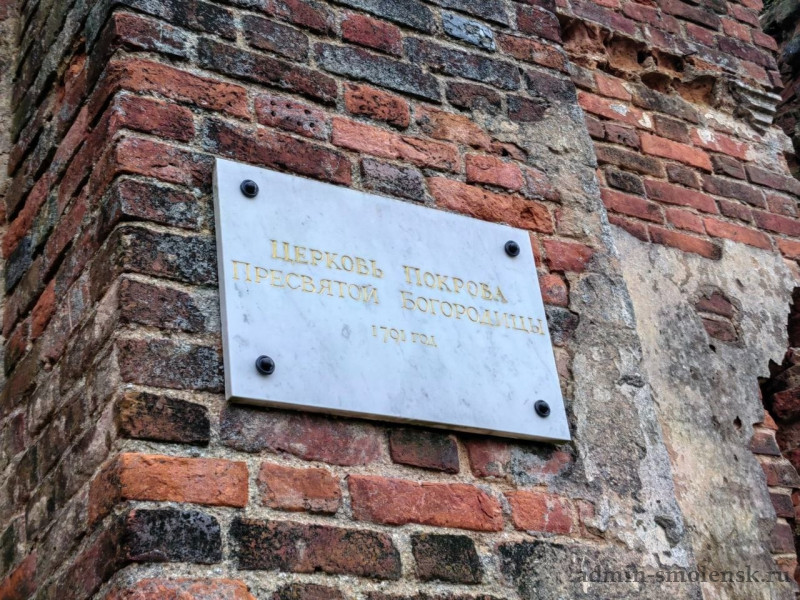 Церковь Покрова
Пресвятой Богородицы
1791 год
admin-smolensk.ru